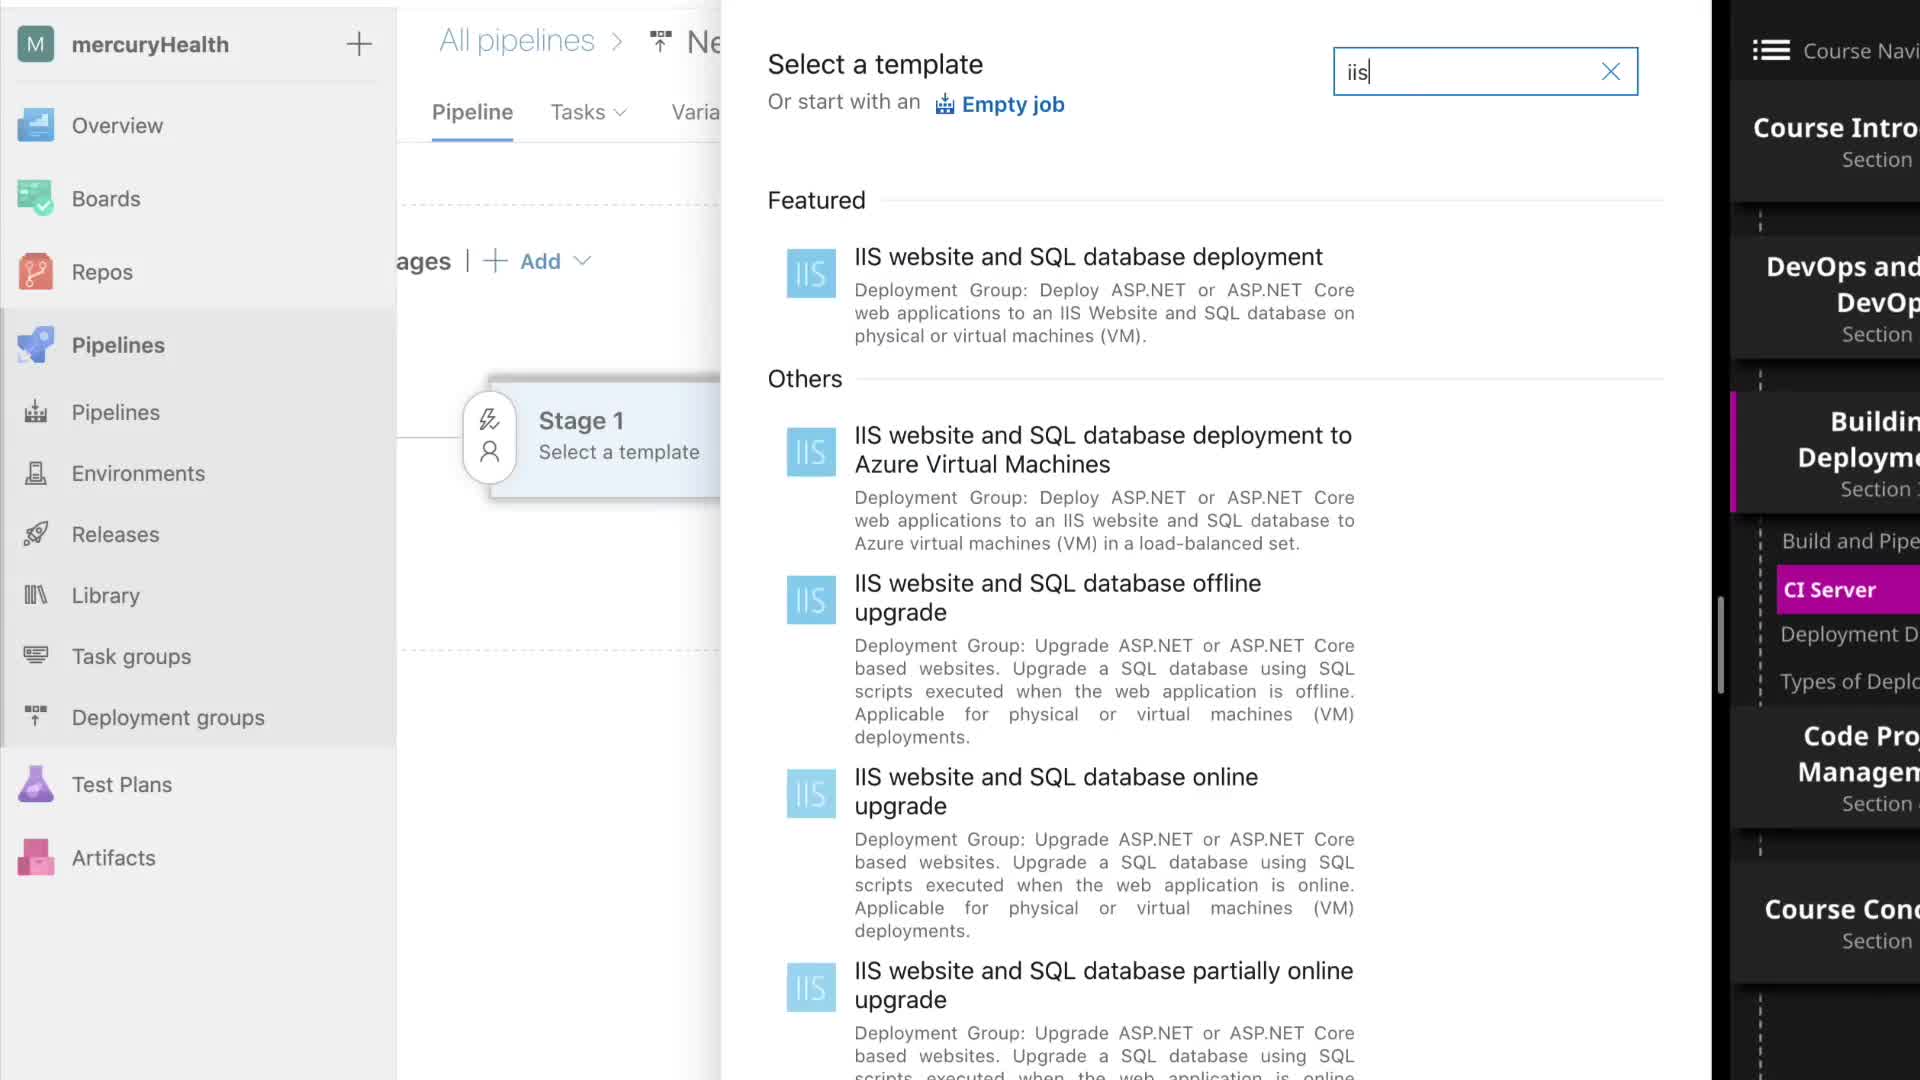 M mercuryHealth
Overview
Boards
Repos
Pipelines
Pipelines
Environments
Releases
Library
Task groups
Deployment groups
Test Plans
Artifacts
All pipelines > Ne
Pipeline Tasks Varia
ages | + Add
Stage 1
Select a template
Select a template
Or start with an Empty job
iis
Featured
IIS
IIS website and SQL database deployment
Deployment Group: Deploy ASP.NET or ASP.NET Core
web applications to an IIS Website and SQL database on
physical or virtual machines (VM).
Others
IIS
IIS website and SQL database deployment to
Azure Virtual Machines
Deployment Group: Deploy ASP.NET or ASP.NET Core
web applications to an IIS website and SQL database to
Azure virtual machines (VM) in a load-balanced set.
IIS
IIS website and SQL database offline
upgrade
Deployment Group: Upgrade ASP.NET or ASP.NET Core
based websites. Upgrade a SQL database using SQL
scripts executed when the web application is offline.
Applicable for physical or virtual machines (VM)
deployments.
IIS
IIS website and SQL database online
upgrade
Deployment Group: Upgrade ASP.NET or ASP.NET Core
based websites. Upgrade a SQL database using SQL
scripts executed when the web application is online.
Applicable for physical or virtual machines (VM)
deployments.
IIS
IIS website and SQL database partially online
upgrade
Deployment Group: Upgrade ASP.NET or ASP.NET Core
based websites. Upgrade a SQL database using SQL
scripts executed when the web application is online
Course Navi
Course Intro
Section
DevOps and
DevOp
Section
Buildin
Deployme
Section
Build and Pipe
CI Server
Deployment D
Types of Deplo
Code Pro
Managem
Section
Course Conc
Section